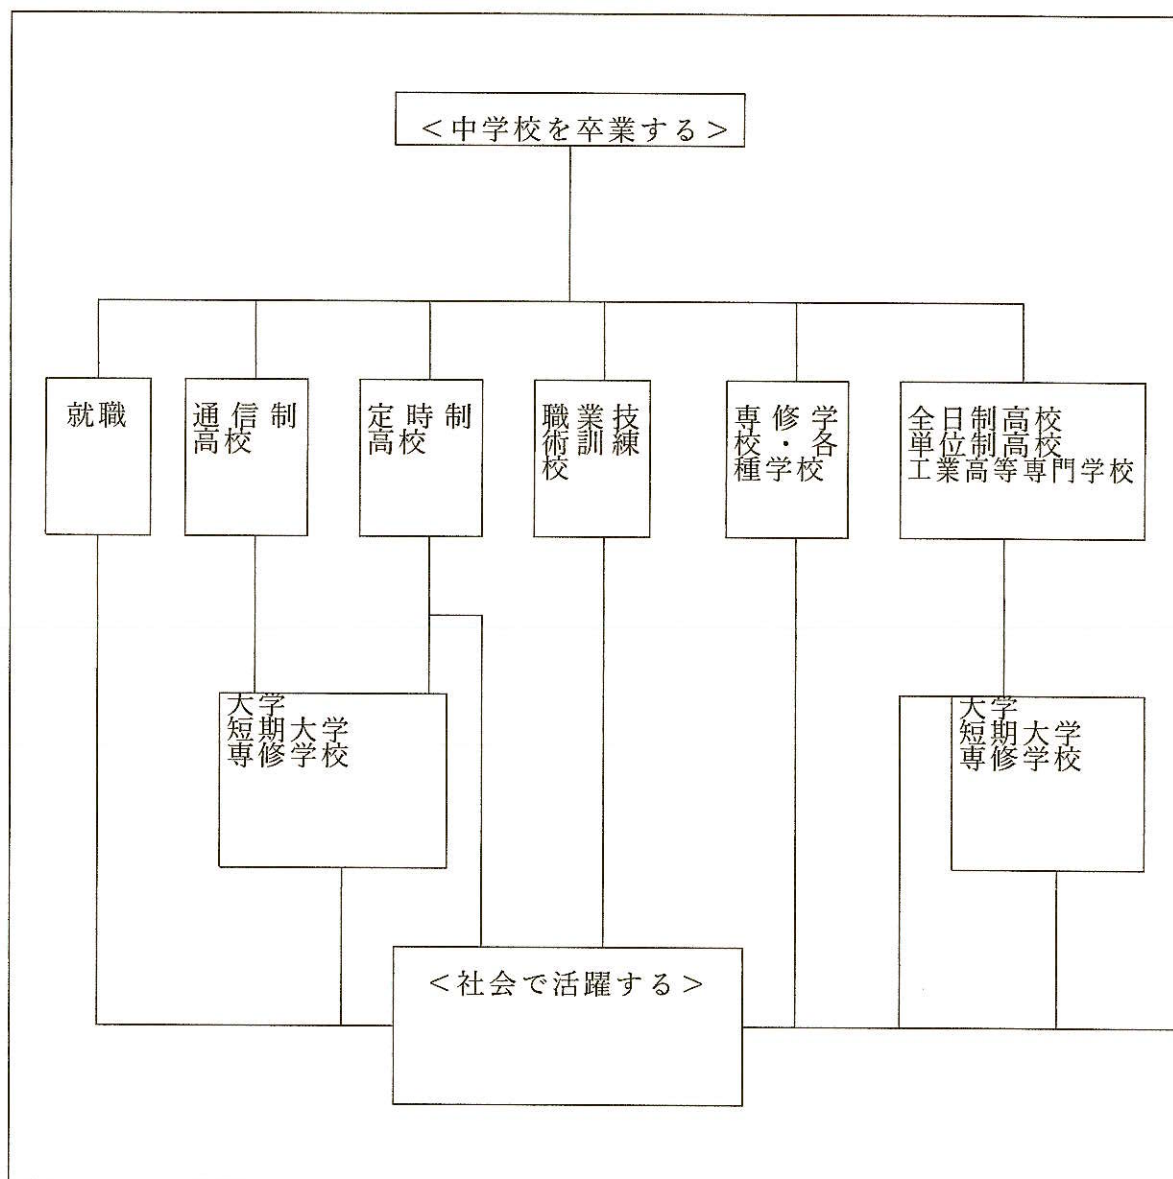 ＜中学校を卒業する＞
就職
通信制
高校
定時制
高校
職業技
術訓練
校
専修学
校・各
種学校
全日制高校
単位制高校
工業高等専門学校
大学
短期大学
専修学校
大学
短期大学
専修学校
＜社会で活躍する＞